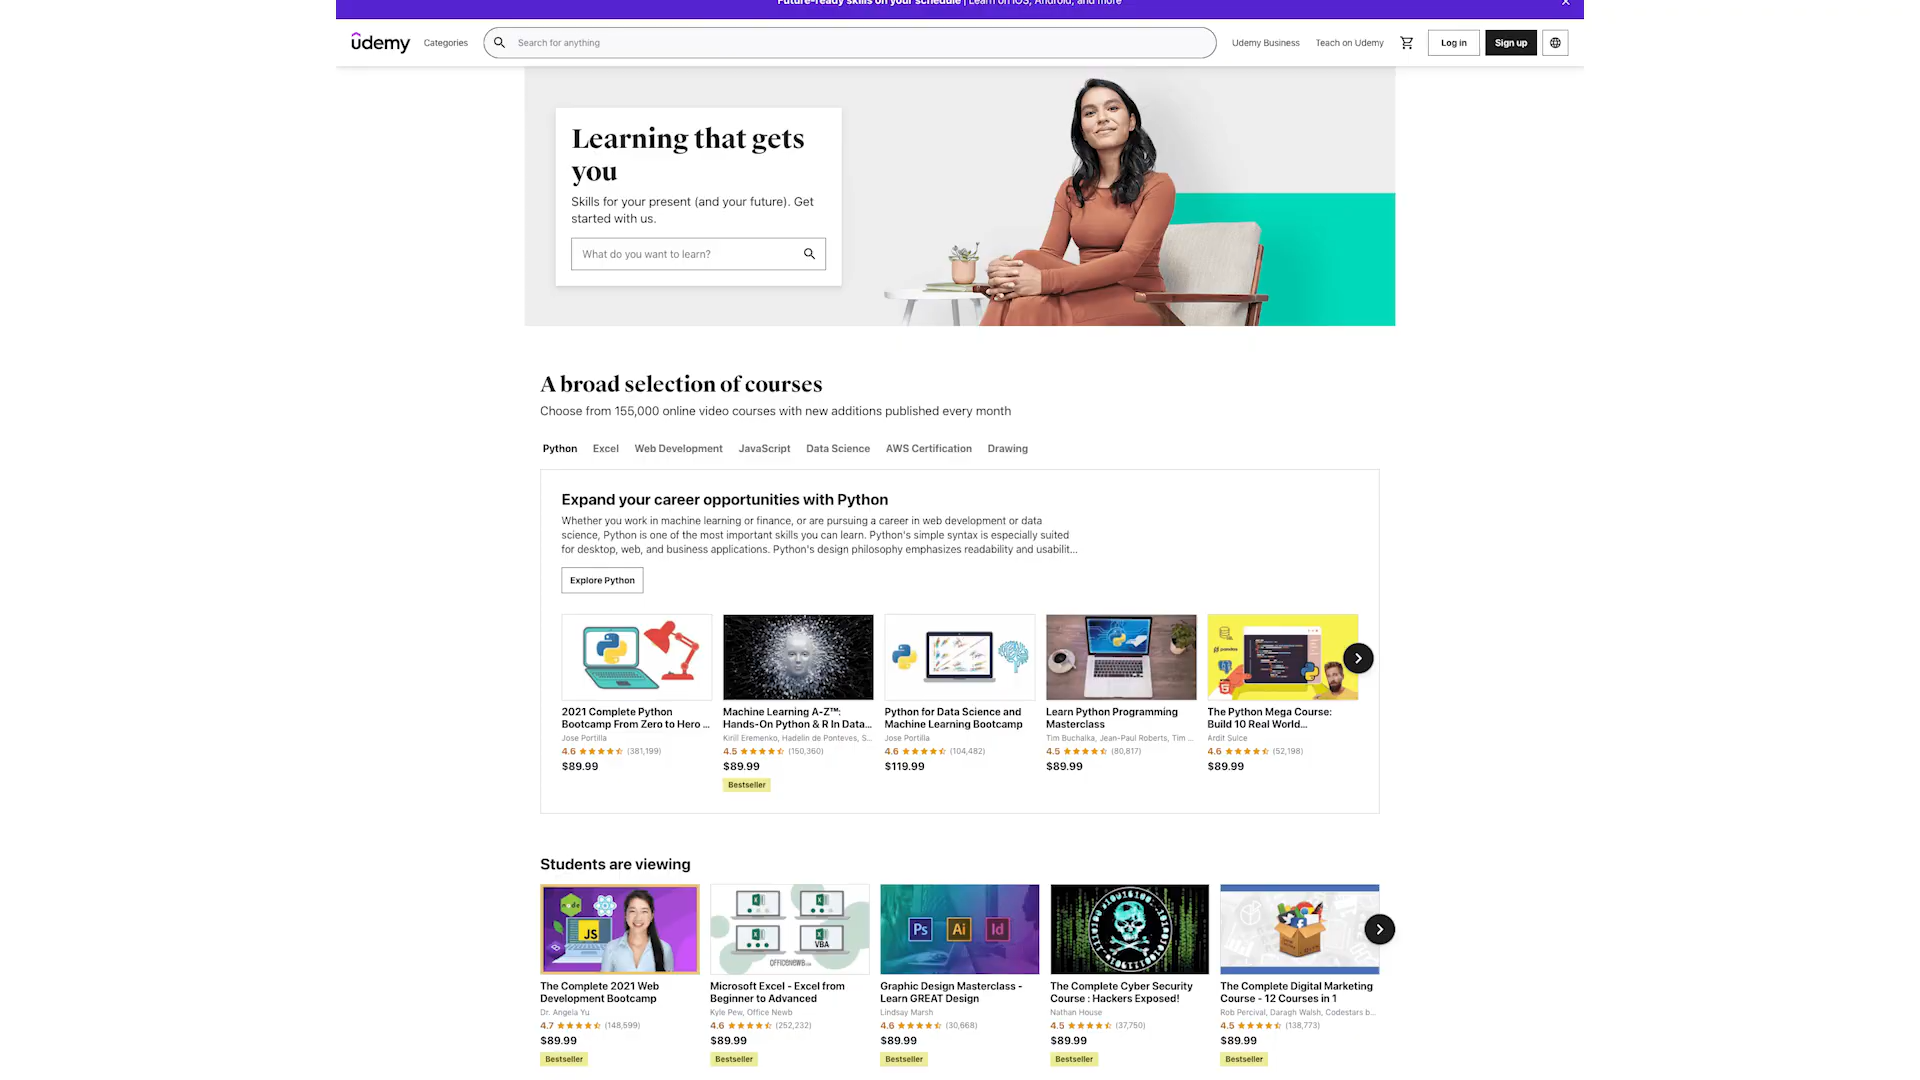 Future-ready skills on your schedule | Learn on iOS, Android, and more
udemy Categories Search for anything Udemy Business Teach on Udemy Log in Sign up
Learning that gets
you
Skills for your present (and your future). Get
started with us.
What do you want to learn?
A broad selection of courses
Choose from 155,000 online video courses with new additions published every month
Python Excel Web Development JavaScript Data Science AWS Certification Drawing
Expand your career opportunities with Python
Whether you work in machine learning or finance, or are pursuing a career in web development or data
science, Python is one of the most important skills you can learn. Python's simple syntax is especially suited
for desktop, web, and business applications. Python's design philosophy emphasizes readability and usabilit...
Explore Python
2021 Complete Python
Bootcamp From Zero to Hero ...
Jose Portilla
4.6 (381,199)
$89.99
Machine Learning A-Z™:
Hands-On Python & R In Data...
Kirill Eremenko, Hadelin de Ponteves, S...
4.5 (150,360)
$89.99
Bestseller
Python for Data Science and
Machine Learning Bootcamp
Jose Portilla
4.6 (104,482)
$119.99
Learn Python Programming
Masterclass
Tim Buchalka, Jean-Paul Roberts, Tim ...
4.5 (80,817)
$89.99
The Python Mega Course:
Build 10 Real World...
Ardit Sulce
4.6 (52,198)
$89.99
Students are viewing
node
JS
The Complete 2021 Web
Development Bootcamp
Dr. Angela Yu
4.7 (148,599)
$89.99
Bestseller
VBA
OFFICENEWB.COM
Microsoft Excel - Excel from
Beginner to Advanced
Kyle Pew, Office Newb
4.6 (252,232)
$89.99
Bestseller
Ps Ai Id
Graphic Design Masterclass -
Learn GREAT Design
Lindsay Marsh
4.6 (30,668)
$89.99
Bestseller
The Complete Cyber Security
Course : Hackers Exposed!
Nathan House
4.5 (37,750)
$89.99
Bestseller
The Complete Digital Marketing
Course - 12 Courses in 1
Rob Percival, Daragh Walsh, Codestars b...
4.5 (138,773)
$89.99
Bestseller